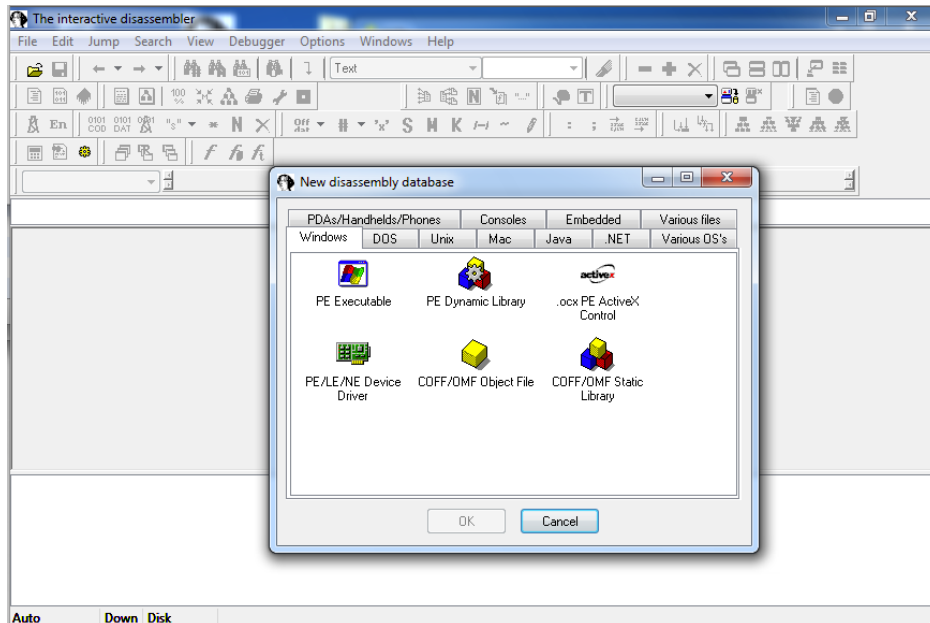 The interactive disassembler
File Edit Jump Search View Debugger Options Windows Help
Text
En
N
S M K
New disassembly database
PDAs/Handhelds/Phones Consoles Embedded Various files
Windows DOS Unix Mac Java .NET Various OS's
activex
PE Executable PE Dynamic Library .ocx PE ActiveX
Control
PE/LE/NE Device COFF/OMF Object File COFF/OMF Static
Driver Library
OK Cancel
Auto Down Disk